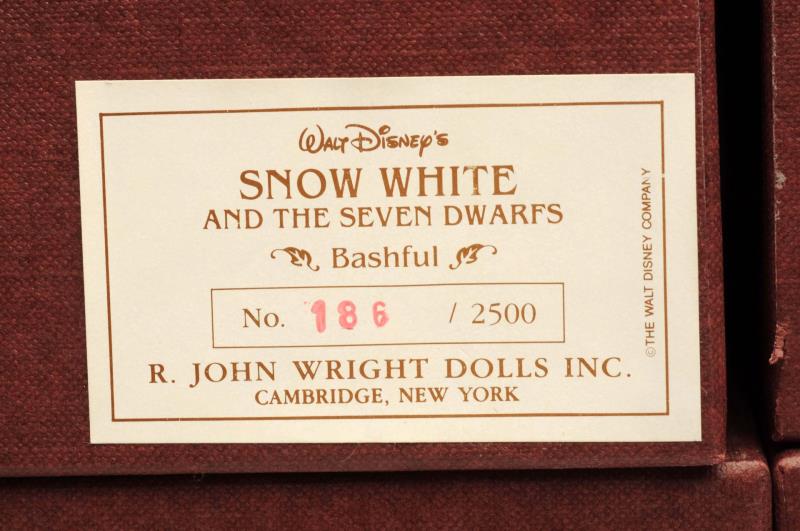 Walt Disney's
SNOW WHITE
AND THE SEVEN DWARFS
Bashful
No. 186 / 2500
R. JOHN WRIGHT DOLLS INC.
CAMBRIDGE, NEW YORK
© THE WALT DISNEY COMPANY